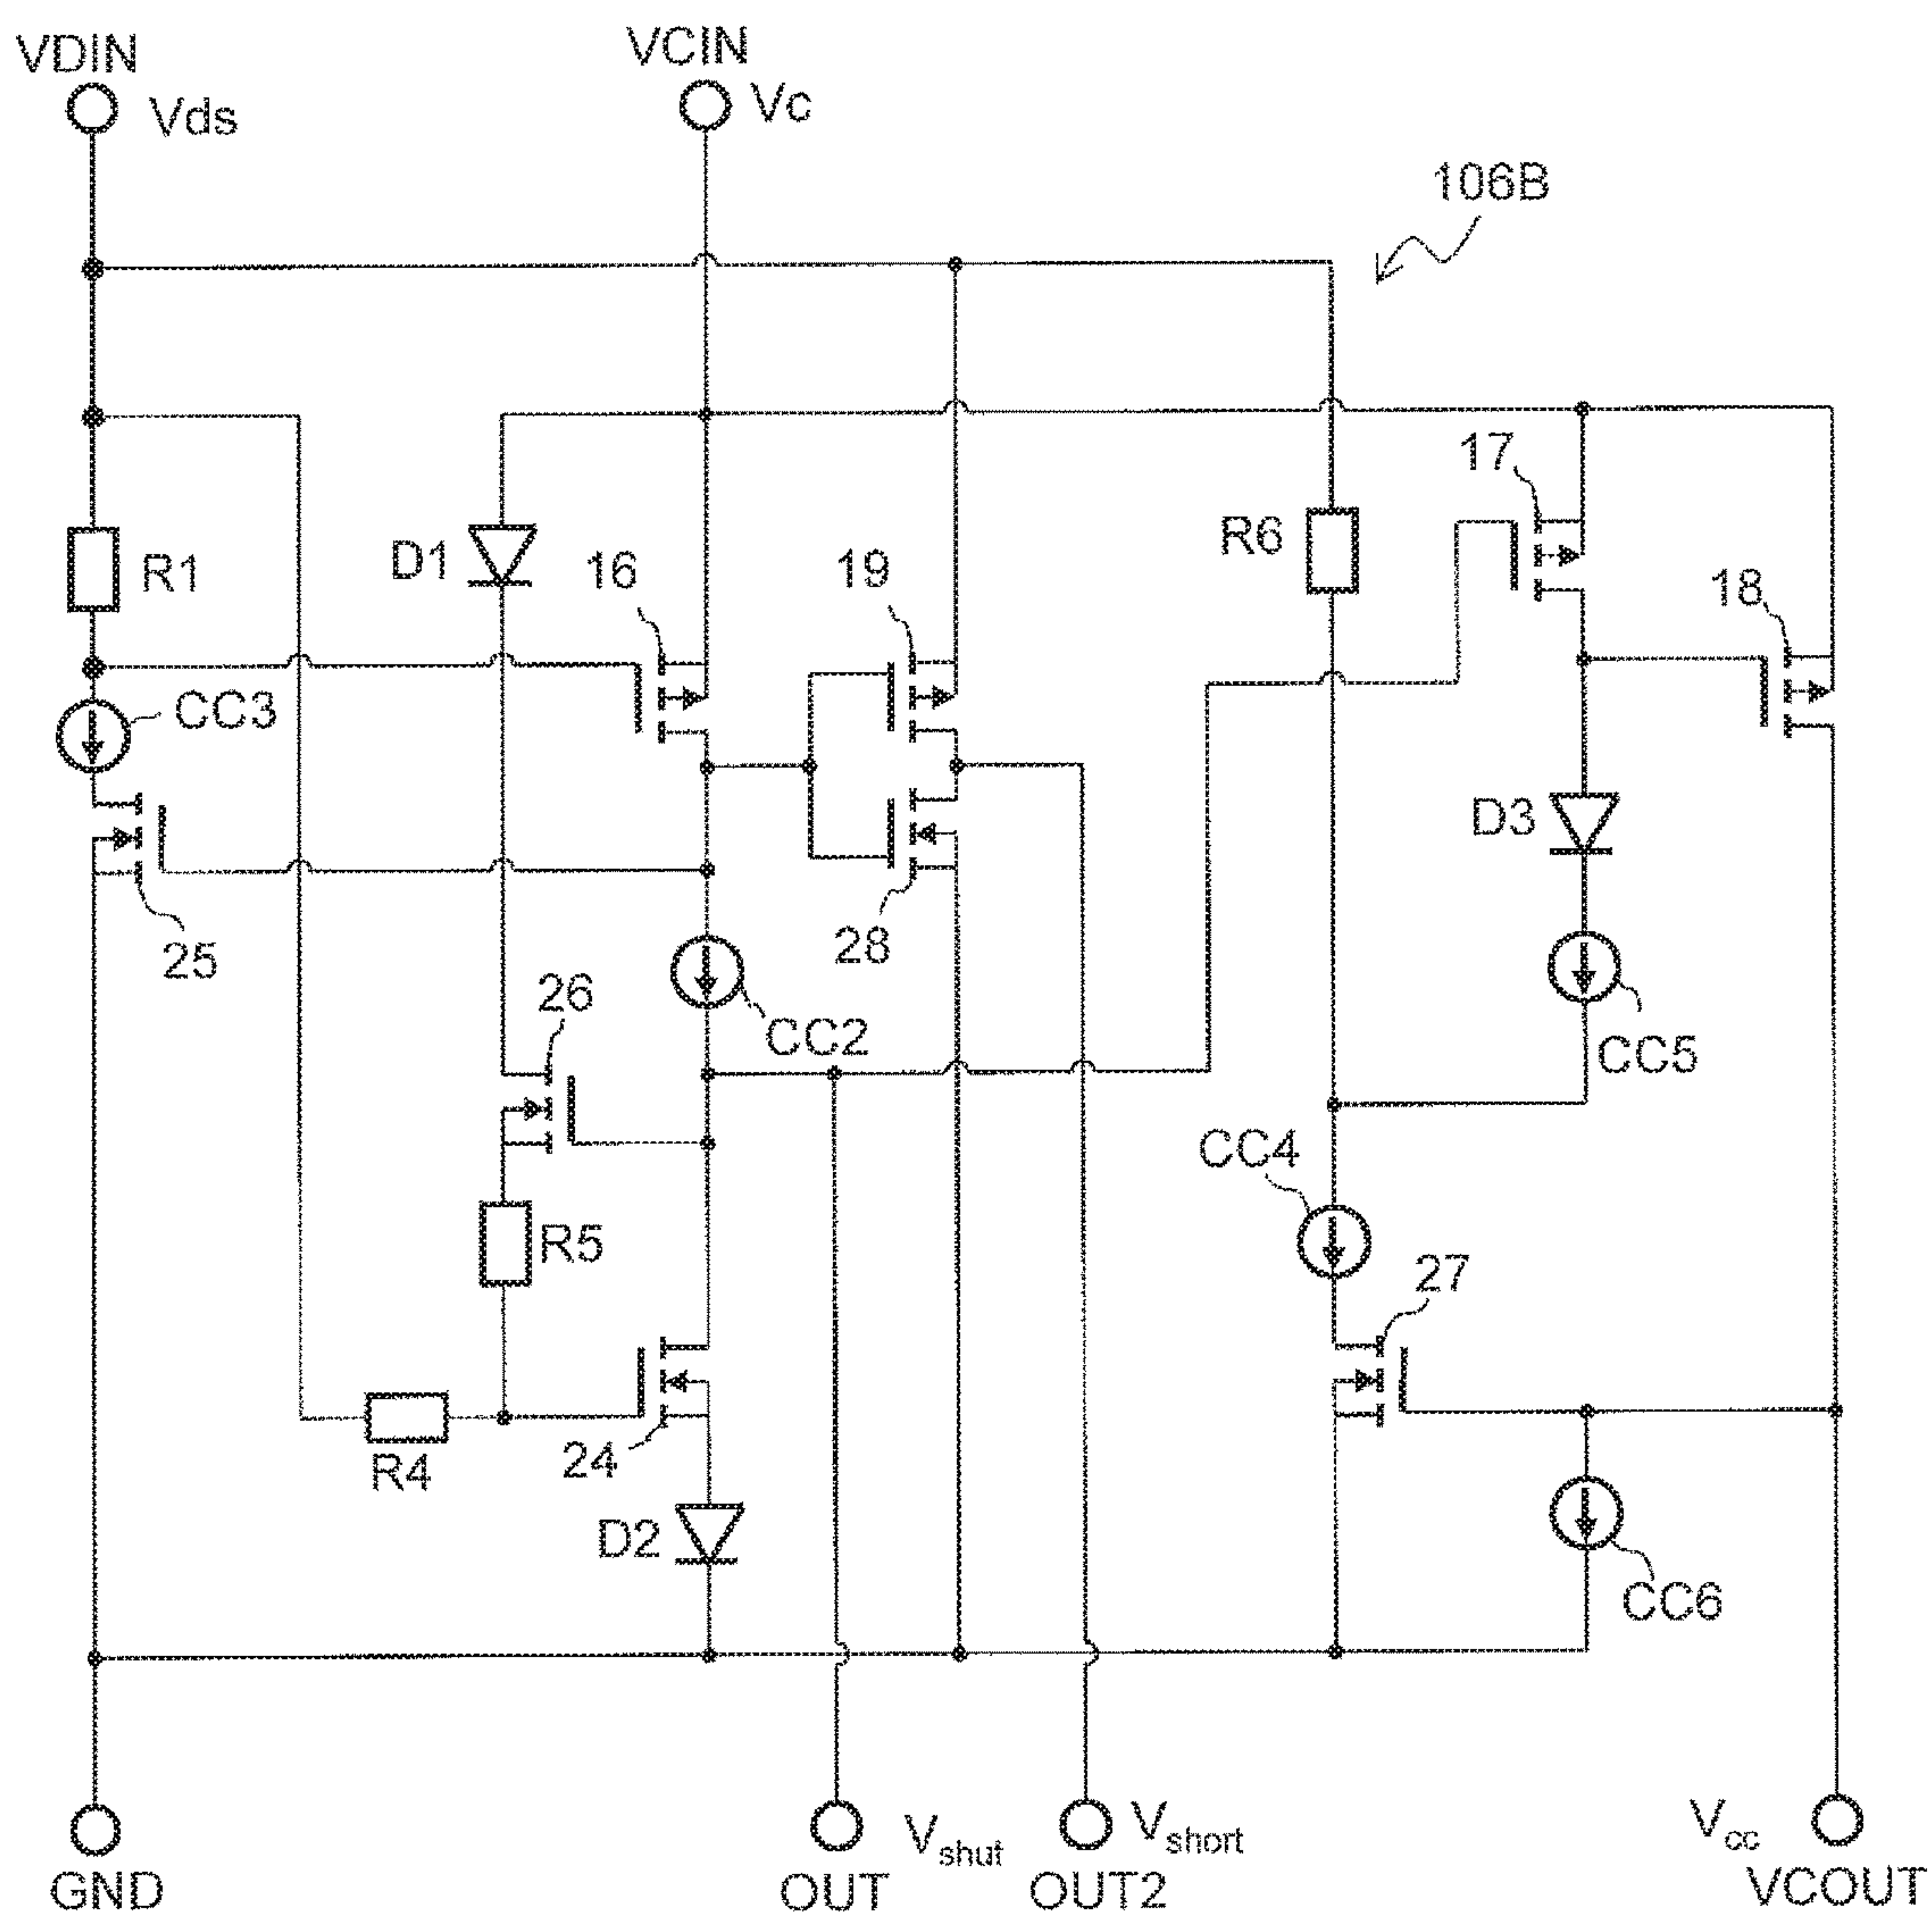 VDIN
Vds
VCIN
Vc
106B
17
R6
18
R1
D1
16
19
CC3
D3
25
28
26
CC2
CC5
CC4
R5
27
R4
24
D2
CC6
GND
OUT
Vshut
OUT2
Vshort
Vcc
VCOUT